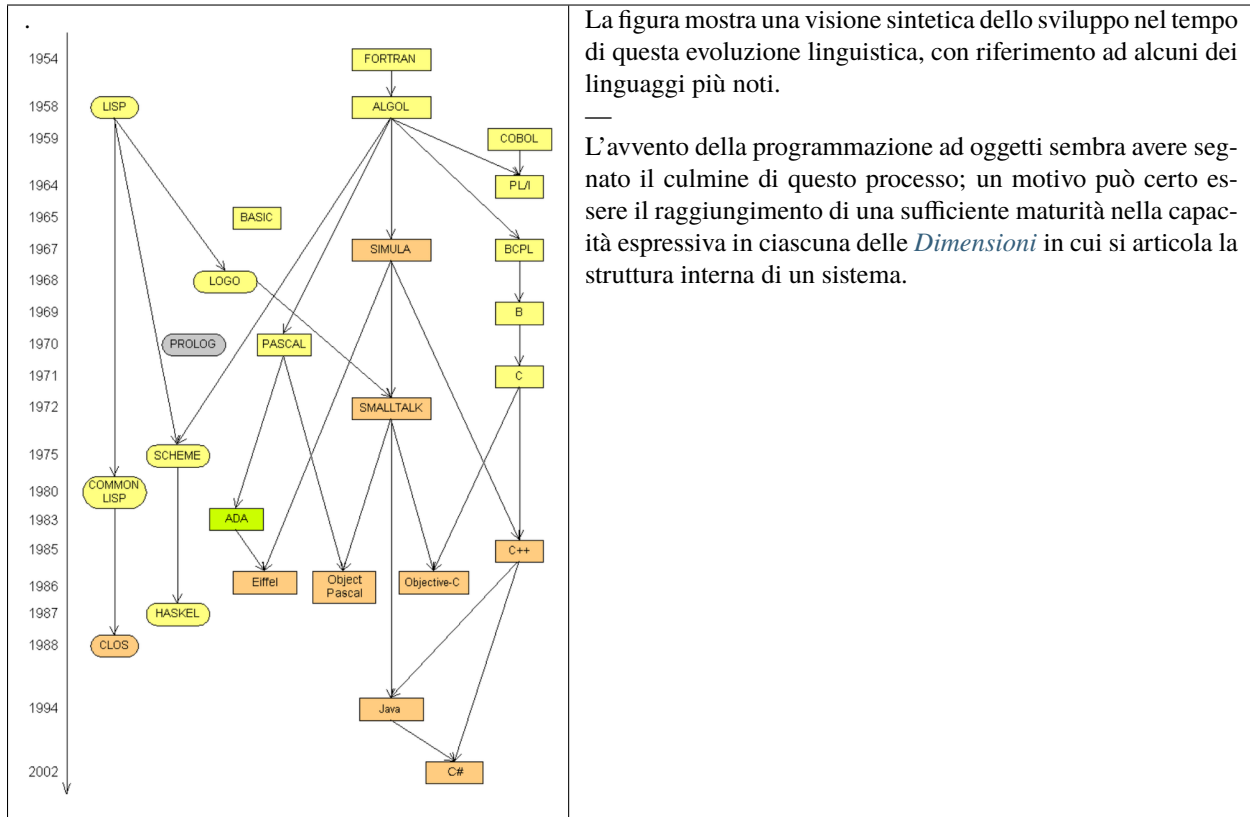 .
1954
FORTRAN
1958
LISP
ALGOL
1959
COBOL
1964
PL/I
1965
BASIC
1967
SIMULA
BCPL
1968
LOGO
1969
B
1970
PROLOG
PASCAL
1971
C
1972
SMALLTALK
1975
SCHEME
1980
COMMON
LISP
1983
ADA
1985
C++
1986
Eiffel
Object
Pascal
Objective-C
1987
HASKEL
1988
CLOS
1994
Java
2002
C#
La figura mostra una visione sintetica dello sviluppo nel tempo
di questa evoluzione linguistica, con riferimento ad alcuni dei
linguaggi più noti.
—
L'avvento della programmazione ad oggetti sembra avere seg-
nato il culmine di questo processo; un motivo può certo es-
sere il raggiungimento di una sufficiente maturità nella capac-
ità espressiva in ciascuna delle Dimensioni in cui si articola la
struttura interna di un sistema.